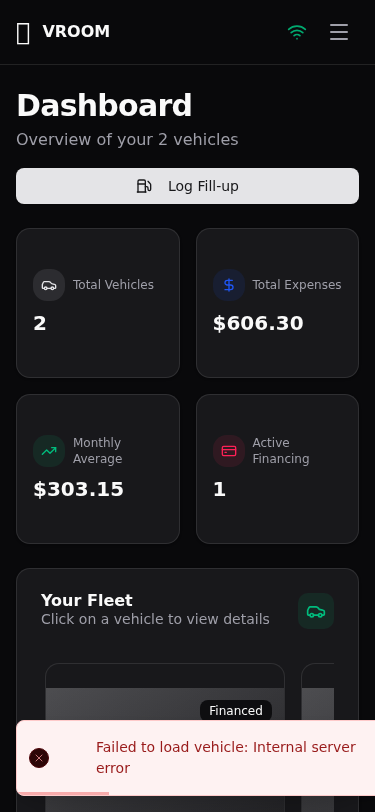 VROOM
Dashboard
Overview of your 2 vehicles
Log Fill-up
Total Vehicles
2
Total Expenses
$606.30
Monthly
Average
$303.15
Active
Financing
1
Your Fleet
Click on a vehicle to view details
Financed
Failed to load vehicle: Internal server
error